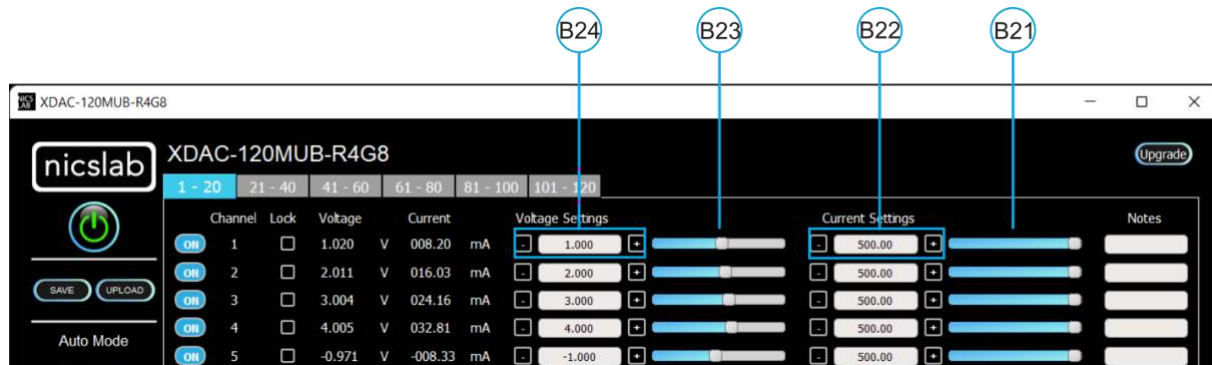 B24 B23 B22 B21
NICS LAB XDAC-120MUB-R4G8
nicslab XDAC-120MUB-R4G8 Upgrade
1 - 20 21 - 40 41 - 60 61 - 80 81 - 100 101 - 120
Channel Lock Voltage Current Voltage Settings Current Settings Notes
ON 1 1.020 V 008.20 mA - 1.000 + - 500.00 +
ON 2 2.011 V 016.03 mA - 2.000 + - 500.00 +
SAVE UPLOAD
ON 3 3.004 V 024.16 mA - 3.000 + - 500.00 +
ON 4 4.005 V 032.81 mA - 4.000 + - 500.00 +
Auto Mode
ON 5 -0.971 V -008.33 mA - -1.000 + - 500.00 +